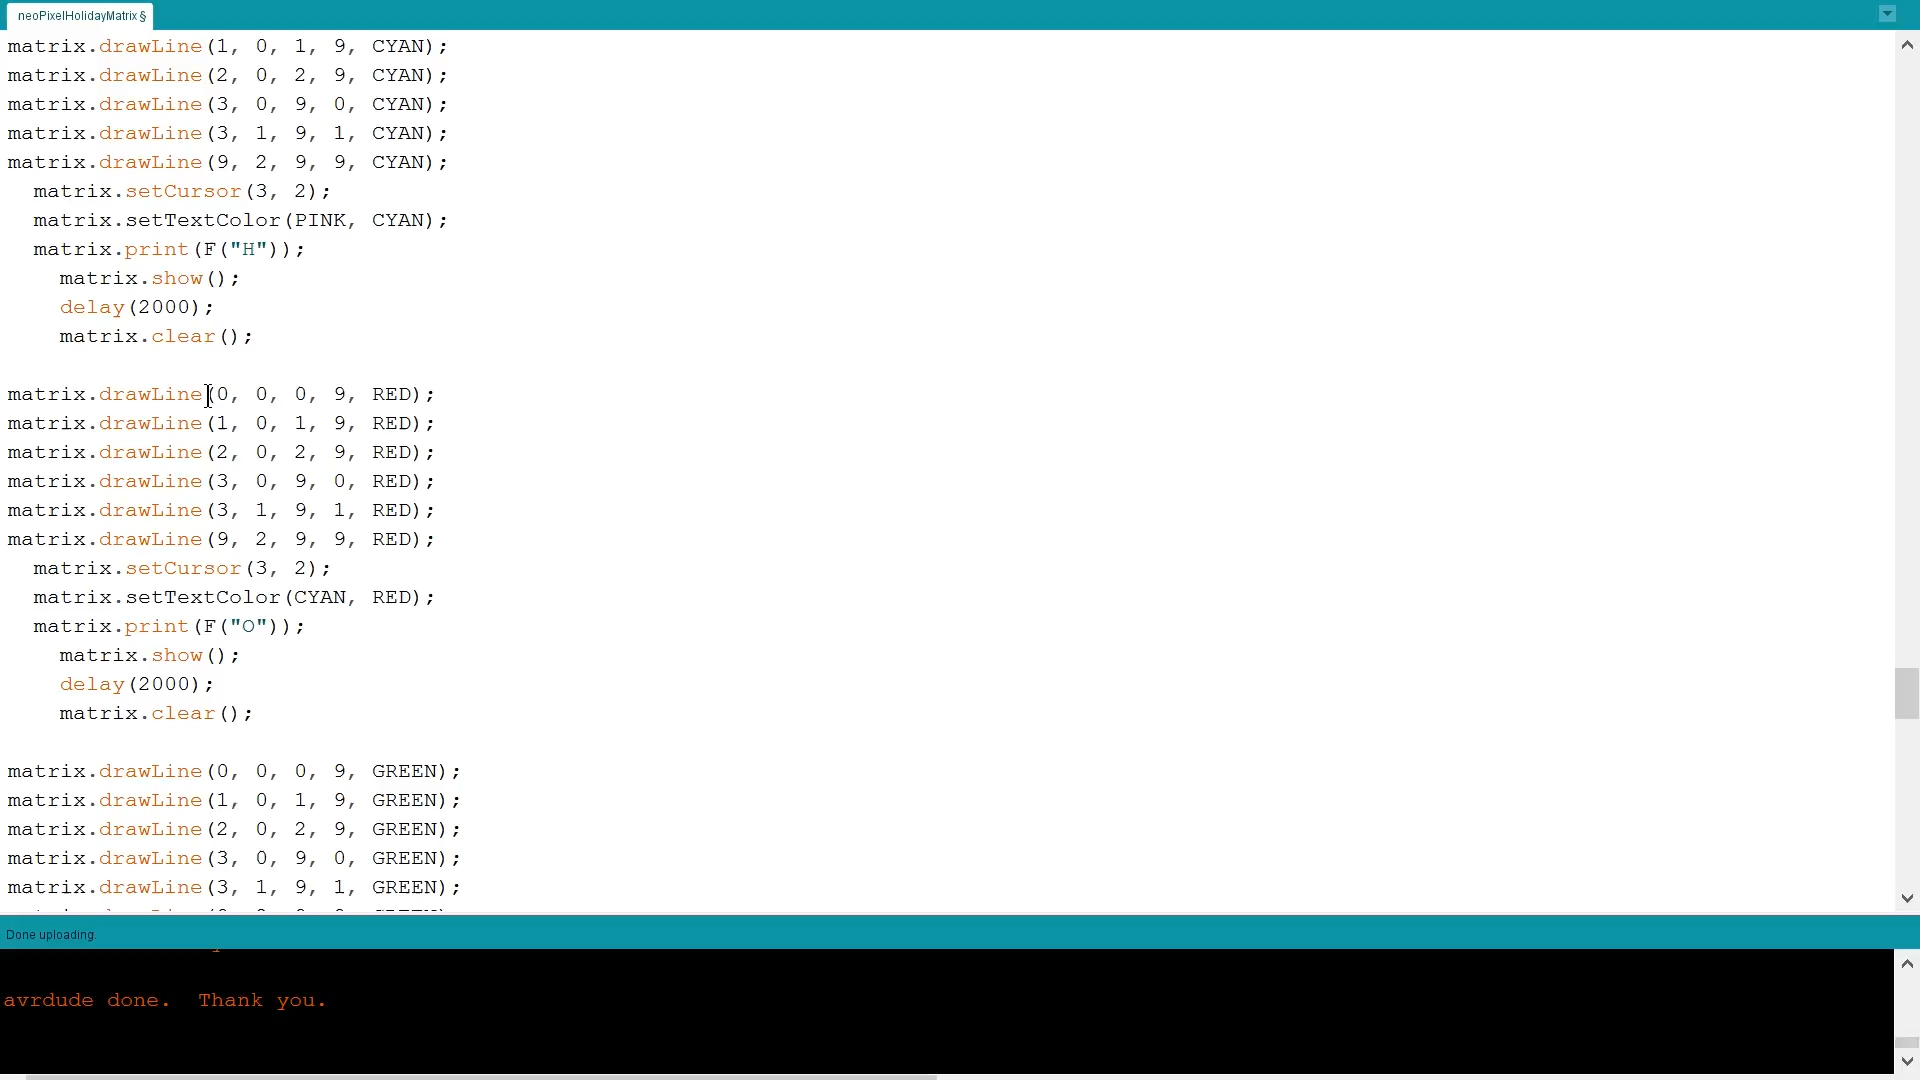 neoPixelHolidayMatrix §
matrix.drawLine(1, 0, 1, 9, CYAN);
matrix.drawLine(2, 0, 2, 9, CYAN);
matrix.drawLine(3, 0, 9, 0, CYAN);
matrix.drawLine(3, 1, 9, 1, CYAN);
matrix.drawLine(9, 2, 9, 9, CYAN);
  matrix.setCursor(3, 2);
  matrix.setTextColor(PINK, CYAN);
  matrix.print(F("H"));
    matrix.show();
    delay(2000);
    matrix.clear();
matrix.drawLine(0, 0, 0, 9, RED);
matrix.drawLine(1, 0, 1, 9, RED);
matrix.drawLine(2, 0, 2, 9, RED);
matrix.drawLine(3, 0, 9, 0, RED);
matrix.drawLine(3, 1, 9, 1, RED);
matrix.drawLine(9, 2, 9, 9, RED);
  matrix.setCursor(3, 2);
  matrix.setTextColor(CYAN, RED);
  matrix.print(F("O"));
    matrix.show();
    delay(2000);
    matrix.clear();
matrix.drawLine(0, 0, 0, 9, GREEN);
matrix.drawLine(1, 0, 1, 9, GREEN);
matrix.drawLine(2, 0, 2, 9, GREEN);
matrix.drawLine(3, 0, 9, 0, GREEN);
matrix.drawLine(3, 1, 9, 1, GREEN);
Done uploading.
avrdude done.  Thank you.